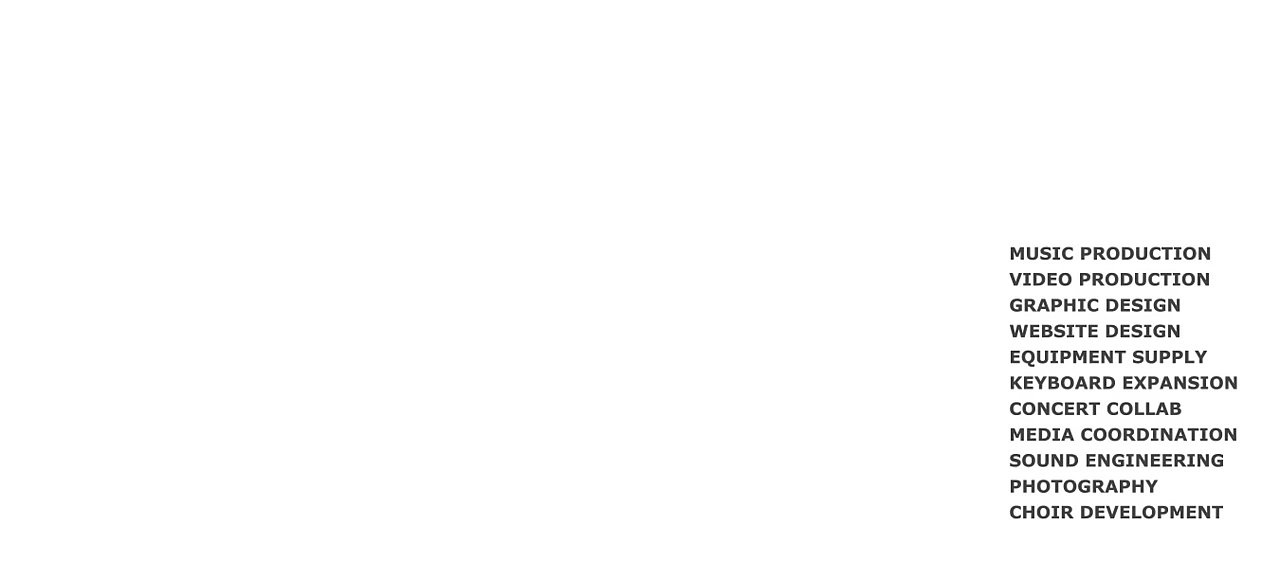 MUSIC PRODUCTION
VIDEO PRODUCTION
GRAPHIC DESIGN
WEBSITE DESIGN
EQUIPMENT SUPPLY
KEYBOARD EXPANSION
CONCERT COLLAB
MEDIA COORDINATION
SOUND ENGINEERING
PHOTOGRAPHY
CHOIR DEVELOPMENT